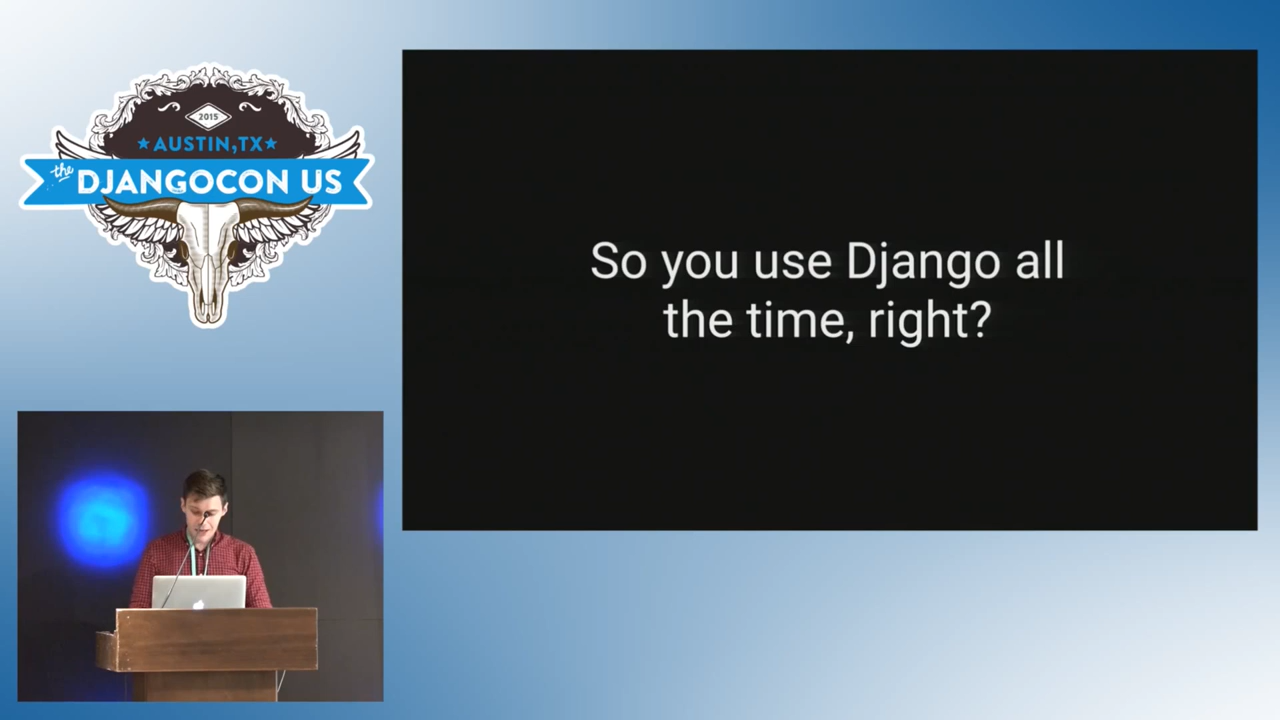 2015
AUSTIN,TX
the
DJANGOCON US
So you use Django all
the time, right?